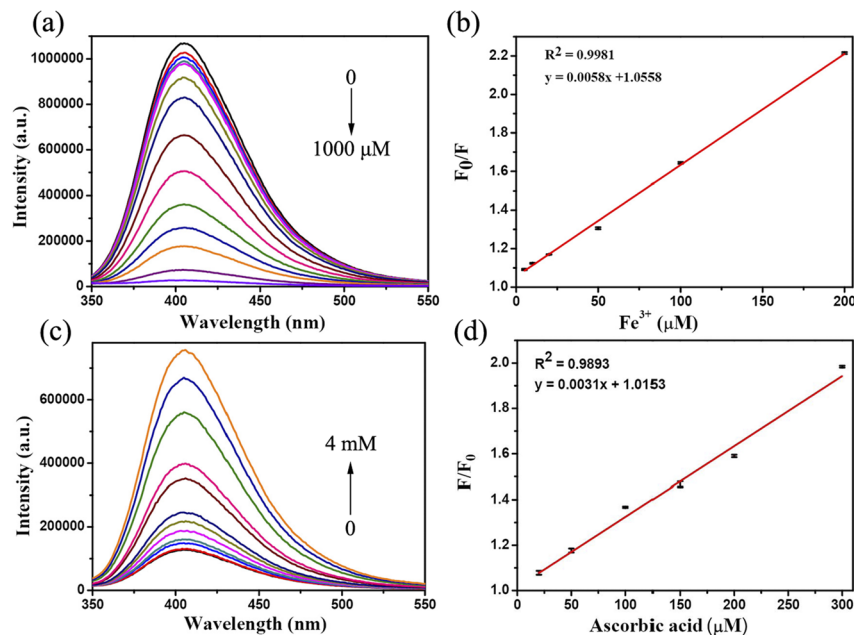 (a)
1000000
800000
600000
400000
200000
0
Intensity (a.u.)
0
1000 μM
350
400
450
500
550
Wavelength (nm)
(b)
2.2
2.0
1.8
1.6
1.4
1.2
1.0
F0/F
R² = 0.9981
y = 0.0058x +1.0558
0
50
100
150
200
Fe³⁺ (μM)
(c)
600000
400000
200000
0
Intensity (a.u.)
4 mM
0
350
400
450
500
550
Wavelength (nm)
(d)
2.0
1.8
1.6
1.4
1.2
1.0
F/F₀
R² = 0.9893
y = 0.0031x + 1.0153
0
50
100
150
200
250
300
Ascorbic acid (μM)